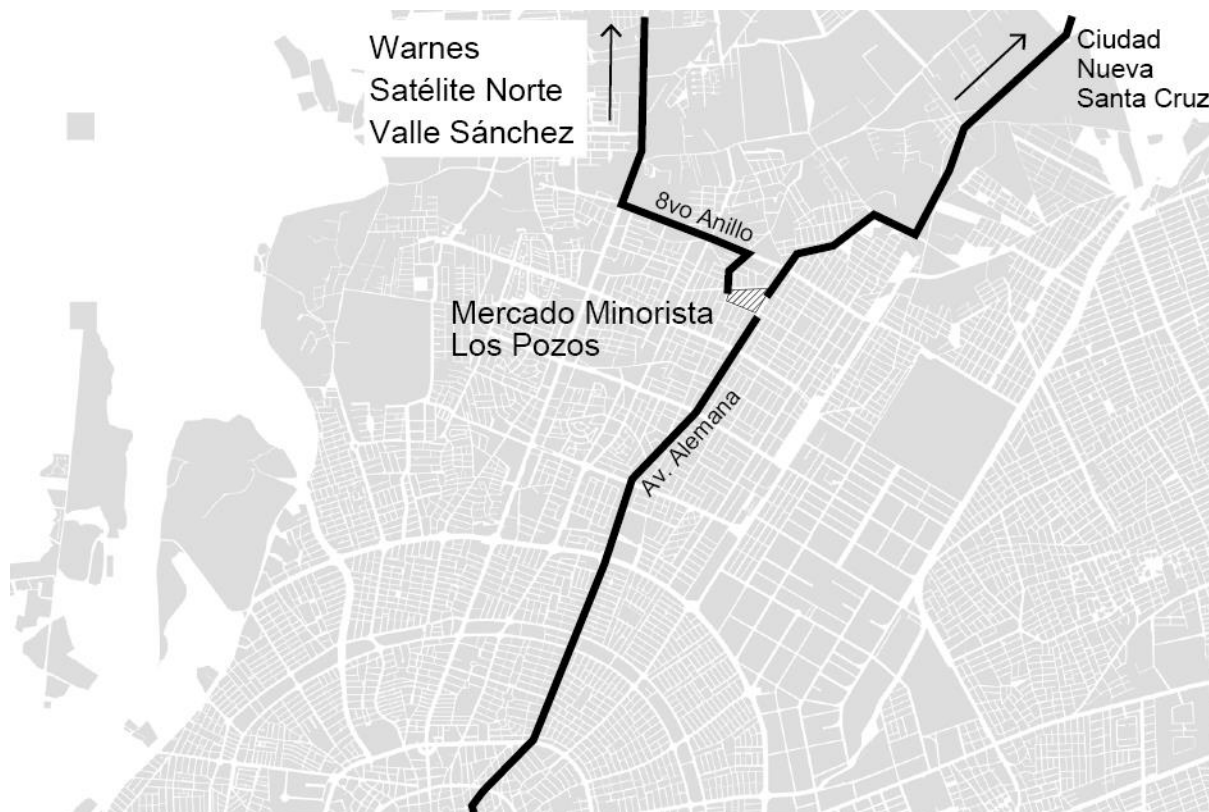 Warnes
Satélite Norte
Valle Sánchez
Ciudad
Nueva
Santa Cruz
8vo Anillo
Mercado Minorista
Los Pozos
Av. Alemana